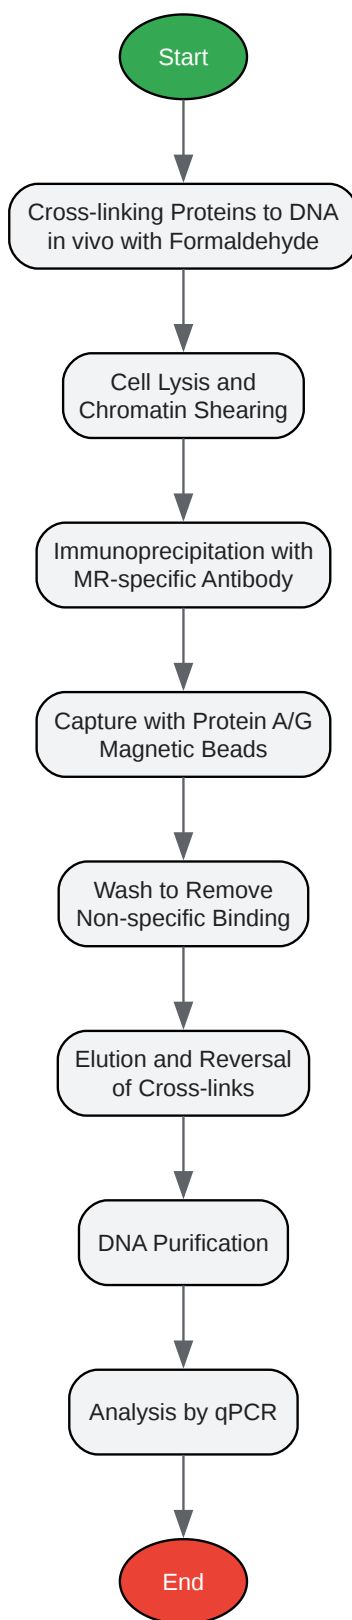 Start
Cross-linking Proteins to DNA
in vivo with Formaldehyde
Cell Lysis and
Chromatin Shearing
Immunoprecipitation with
MR-specific Antibody
Capture with Protein A/G
Magnetic Beads
Wash to Remove
Non-specific Binding
Elution and Reversal
of Cross-links
DNA Purification
Analysis by qPCR
End